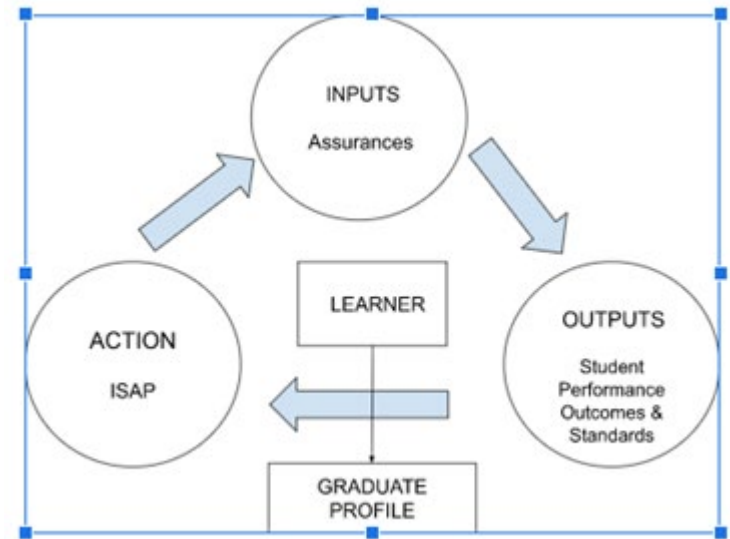 INPUTS
Assurances
LEARNER
ACTION
ISAP
OUTPUTS
Student
Performance
Outcomes &
Standards
GRADUATE
PROFILE